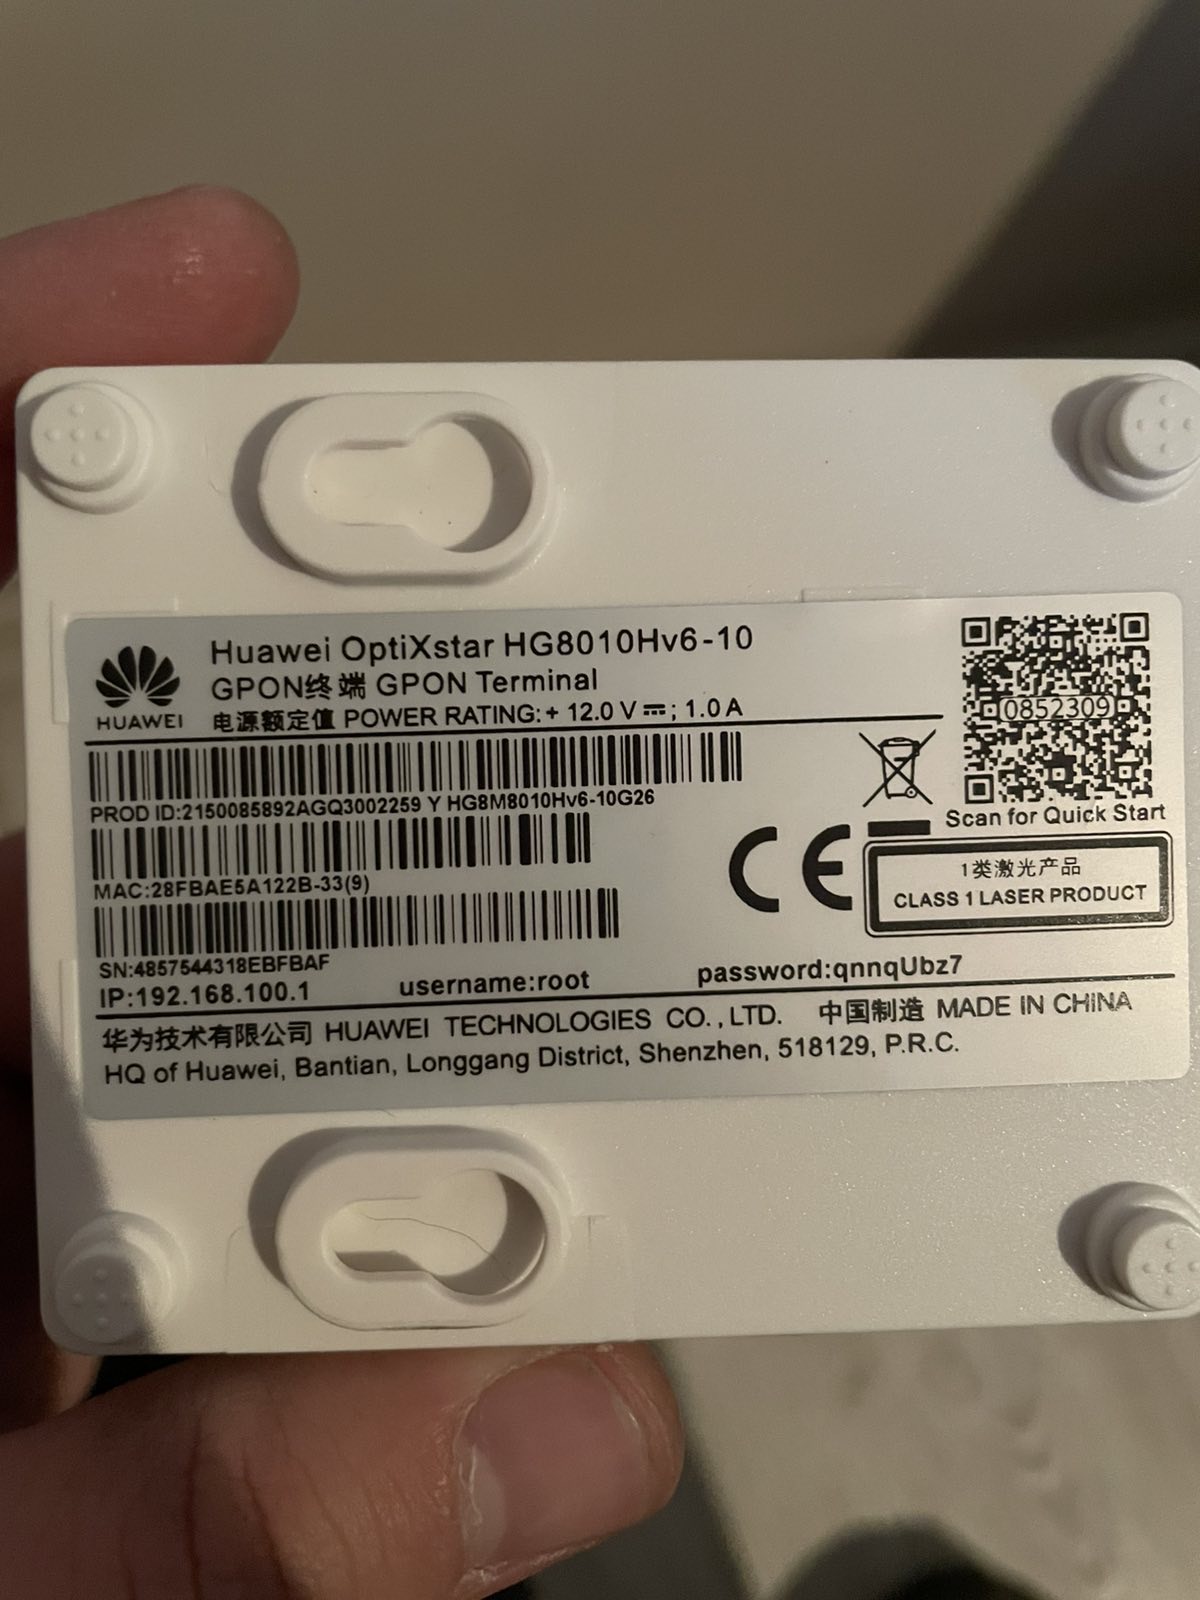 HUAWEI
Huawei OptiXstar HG8010Hv6-10
GPON终端 GPON Terminal
电源额定值 POWER RATING: + 12.0 V ⎓; 1.0 A
0852309
Scan for Quick Start
PROD ID:2150085892AGQ3002259 Y HG8M8010Hv6-10G26
MAC:28FBAE5A122B-33(9)
CE
1类激光产品
CLASS 1 LASER PRODUCT
SN:4857544318EBFBAF
IP:192.168.100.1 username:root password:qnnqUbz7
华为技术有限公司 HUAWEI TECHNOLOGIES CO., LTD. 中国制造 MADE IN CHINA
HQ of Huawei, Bantian, Longgang District, Shenzhen, 518129, P.R.C.